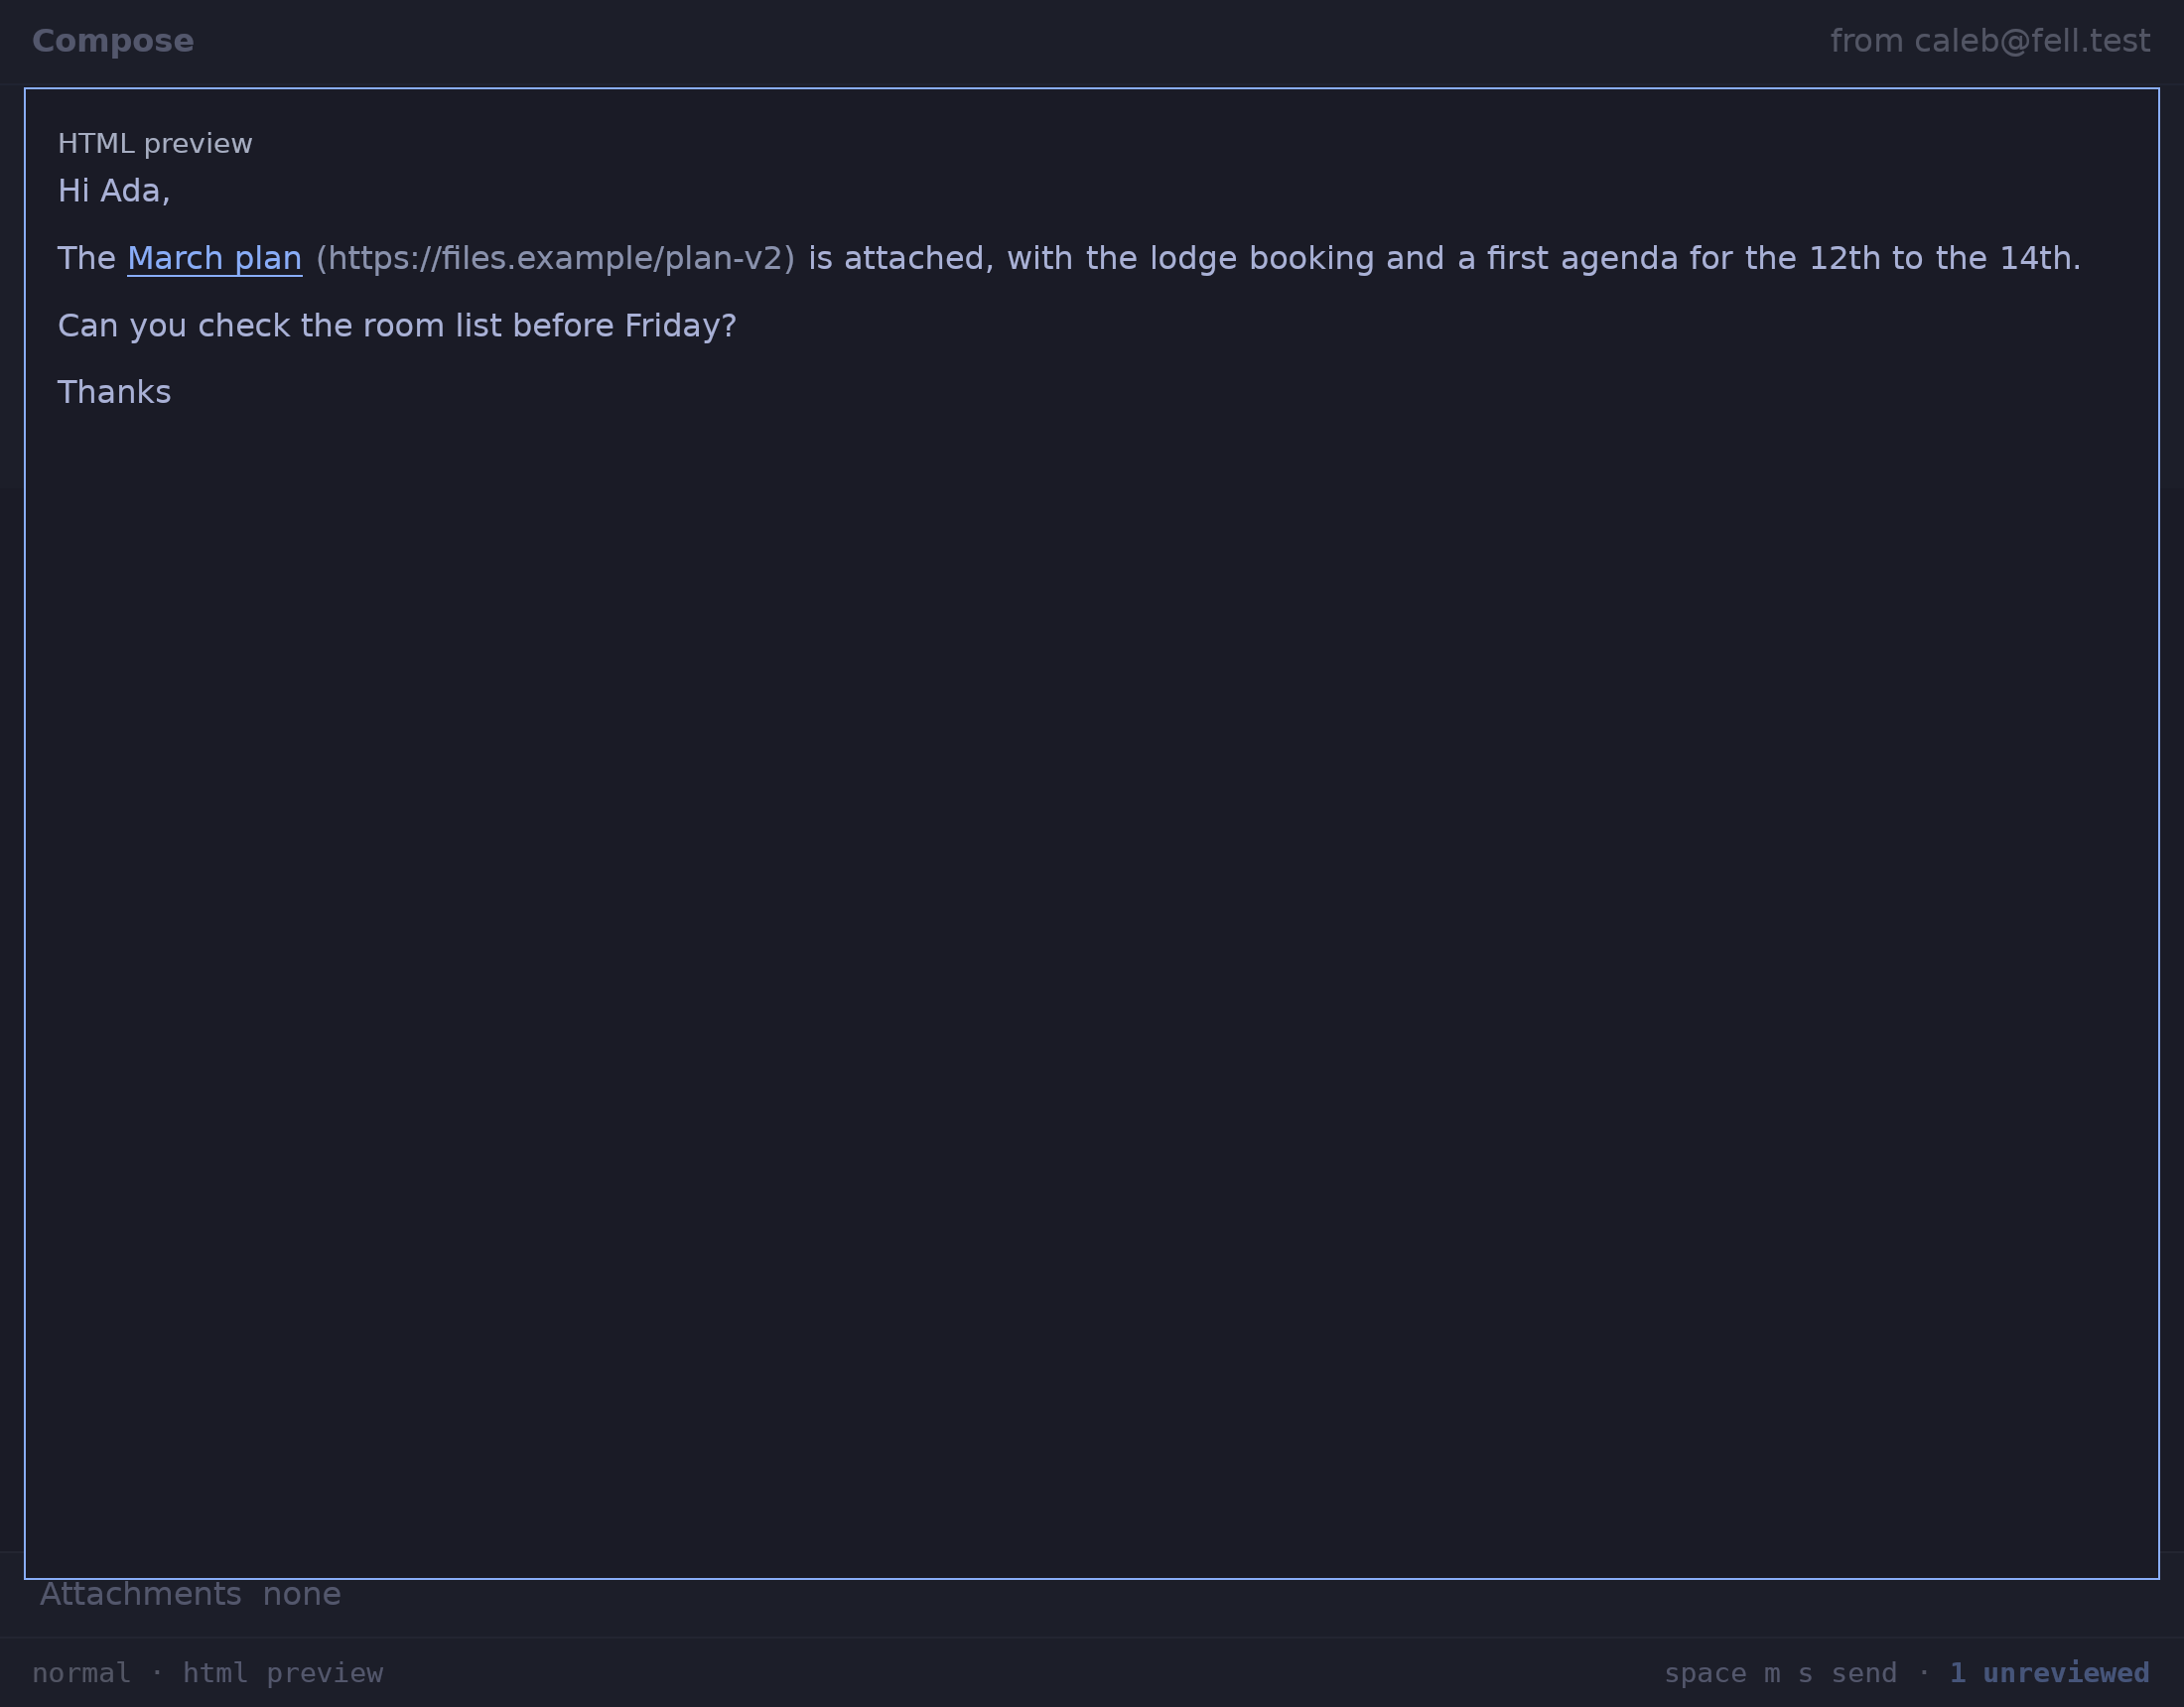 Compose from caleb@fell.test
HTML preview
Hi Ada,
The March plan (https://files.example/plan-v2) is attached, with the lodge booking and a first agenda for the 12th to the 14th.
Can you check the room list before Friday?
Thanks
Attachments none
normal · html preview space m s send · 1 unreviewed